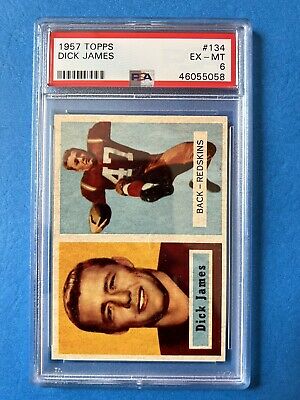 1957 TOPPS #134
DICK JAMES EX-MT
PSA 6
46055058
47
BACK-REDSKINS
Dick James